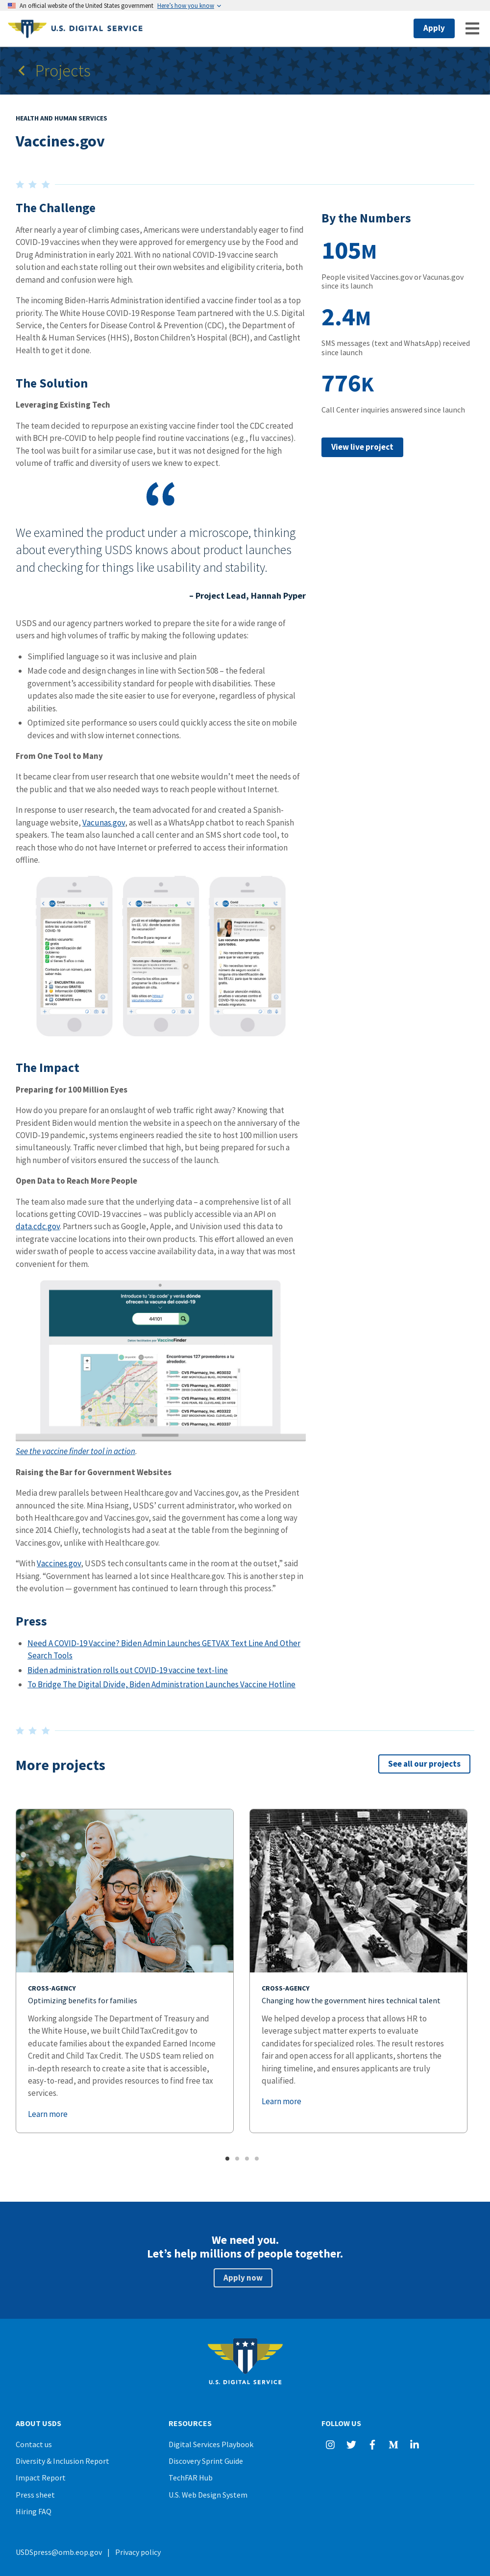 An official website of the United States government Here's how you know
U.S. DIGITAL SERVICE
Apply
Projects
HEALTH AND HUMAN SERVICES
Vaccines.gov
The Challenge
After nearly a year of climbing cases, Americans were understandably eager to find
COVID-19 vaccines when they were approved for emergency use by the Food and
Drug Administration in early 2021. With no national COVID-19 vaccine search
solution and each state rolling out their own websites and eligibility criteria, both
demand and confusion were high.
The incoming Biden-Harris Administration identified a vaccine finder tool as a top
priority. The White House COVID-19 Response Team partnered with the U.S. Digital
Service, the Centers for Disease Control & Prevention (CDC), the Department of
Health & Human Services (HHS), Boston Children's Hospital (BCH), and Castlight
Health to get it done.
The Solution
Leveraging Existing Tech
The team decided to repurpose an existing vaccine finder tool the CDC created
with BCH pre-COVID to help people find routine vaccinations (e.g., flu vaccines).
The tool was built for a similar use case, but it was not designed for the high
volume of traffic and diversity of users we knew to expect.
“
We examined the product under a microscope, thinking
about everything USDS knows about product launches
and checking for things like usability and stability.
– Project Lead, Hannah Pyper
USDS and our agency partners worked to prepare the site for a wide range of
users and high volumes of traffic by making the following updates:
• Simplified language so it was inclusive and plain
• Made code and design changes in line with Section 508 – the federal
government's accessibility standard for people with disabilities. These
updates also made the site easier to use for everyone, regardless of physical
abilities.
• Optimized site performance so users could quickly access the site on mobile
devices and with slow internet connections.
From One Tool to Many
It became clear from user research that one website wouldn't meet the needs of
the public and that we also needed ways to reach people without Internet.
In response to user research, the team advocated for and created a Spanish-
language website, Vacunas.gov, as well as a WhatsApp chatbot to reach Spanish
speakers. The team also launched a call center and an SMS short code tool, to
reach those who do not have Internet or preferred to access their information
offline.
The Impact
Preparing for 100 Million Eyes
How do you prepare for an onslaught of web traffic right away? Knowing that
President Biden would mention the website in a speech on the anniversary of the
COVID-19 pandemic, systems engineers readied the site to host 100 million users
simultaneously. Traffic never climbed that high, but being prepared for such a
high number of visitors ensured the success of the launch.
Open Data to Reach More People
The team also made sure that the underlying data – a comprehensive list of all
locations getting COVID-19 vaccines – was publicly accessible via an API on
data.cdc.gov. Partners such as Google, Apple, and Univision used this data to
integrate vaccine locations into their own products. This effort allowed an even
wider swath of people to access vaccine availability data, in a way that was most
convenient for them.
Introduce tu 'zip code' y verás dónde
ofrecen la vacuna del covid-19
44101
VaccineFinder
Encontramos 127 proveedores a tu
alrededor.
See the vaccine finder tool in action.
Raising the Bar for Government Websites
Media drew parallels between Healthcare.gov and Vaccines.gov, as the President
announced the site. Mina Hsiang, USDS' current administrator, who worked on
both Healthcare.gov and Vaccines.gov, said the government has come a long way
since 2014. Chiefly, technologists had a seat at the table from the beginning of
Vaccines.gov, unlike with Healthcare.gov.
“With Vaccines.gov, USDS tech consultants came in the room at the outset,” said
Hsiang. “Government has learned a lot since Healthcare.gov. This is another step in
the evolution — government has continued to learn through this process.”
Press
• Need A COVID-19 Vaccine? Biden Admin Launches GETVAX Text Line And Other
Search Tools
• Biden administration rolls out COVID-19 vaccine text-line
• To Bridge The Digital Divide, Biden Administration Launches Vaccine Hotline
By the Numbers
105M
People visited Vaccines.gov or Vacunas.gov
since its launch
2.4M
SMS messages (text and WhatsApp) received
since launch
776K
Call Center inquiries answered since launch
View live project
More projects
See all our projects
CROSS-AGENCY
Optimizing benefits for families
Working alongside The Department of Treasury and
the White House, we built ChildTaxCredit.gov to
educate families about the expanded Earned Income
Credit and Child Tax Credit. The USDS team relied on
in-depth research to create a site that is accessible,
easy-to-read, and provides resources to find free tax
services.
Learn more
CROSS-AGENCY
Changing how the government hires technical talent
We helped develop a process that allows HR to
leverage subject matter experts to evaluate
candidates for specialized roles. The result restores
fair and open access for all applicants, shortens the
hiring timeline, and ensures applicants are truly
qualified.
Learn more
We need you.
Let's help millions of people together.
Apply now
U.S. DIGITAL SERVICE
ABOUT USDS
Contact us
Diversity & Inclusion Report
Impact Report
Press sheet
Hiring FAQ
RESOURCES
Digital Services Playbook
Discovery Sprint Guide
TechFAR Hub
U.S. Web Design System
FOLLOW US
USDSpress@omb.eop.gov | Privacy policy